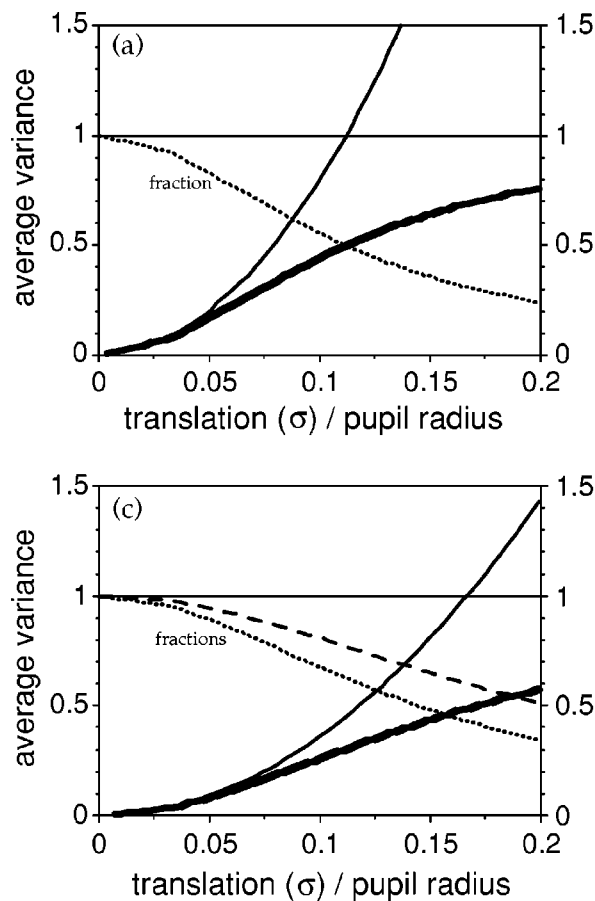 (a)
1.5 1.5
1 1
0.5 0.5
0 0
average variance
fraction
0 0.05 0.1 0.15 0.2
translation (σ) / pupil radius
(c)
1.5 1.5
1 1
0.5 0.5
0 0
average variance
fractions
0 0.05 0.1 0.15 0.2
translation (σ) / pupil radius